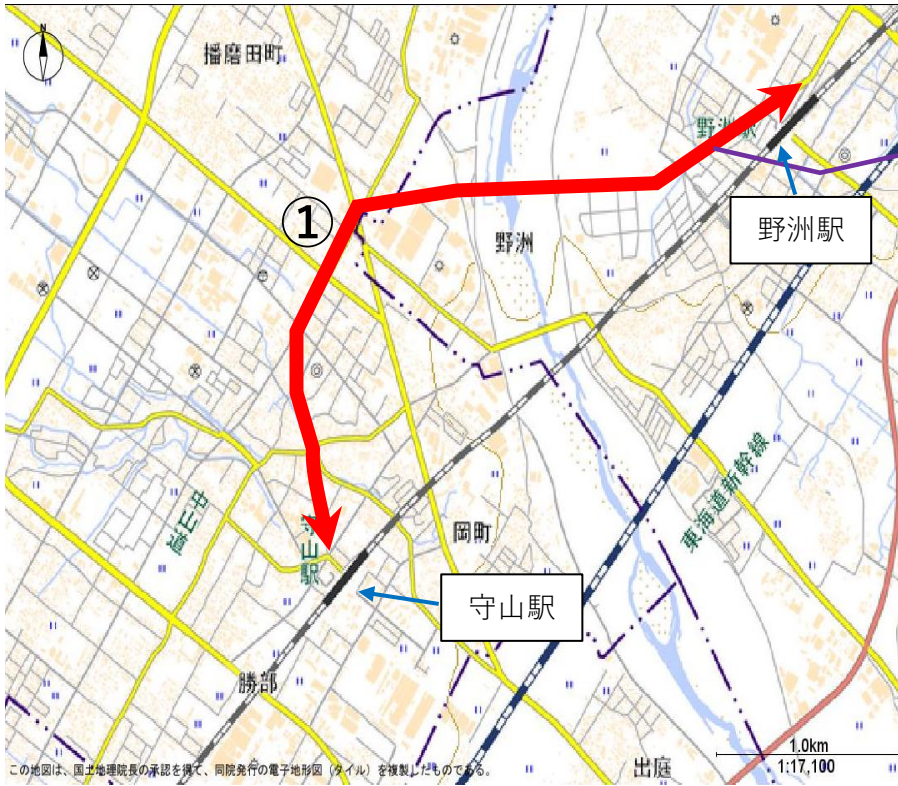 N
播磨田町
野洲駅
①
野洲
野洲駅
中山道
東海道新幹線
守山駅
岡町
守山駅
勝部
出庭
1.0km
1:17,100
この地図は、国土地理院長の承認を得て、同院発行の電子地形図（タイル）を複製したものである。